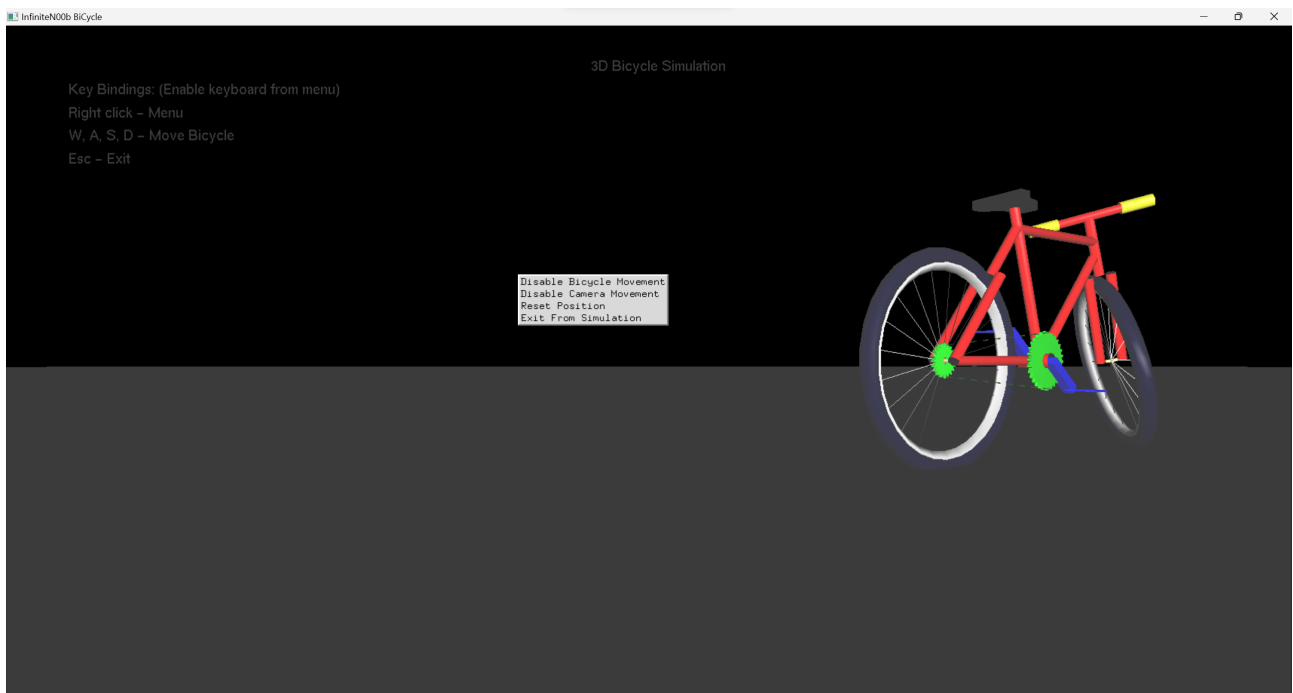 InfiniteN00b BiCycle
3D Bicycle Simulation
Key Bindings: (Enable keyboard from menu)
Right click – Menu
W, A, S, D – Move Bicycle
Esc – Exit
Disable Bicycle Movement
Disable Camera Movement
Reset Position
Exit From Simulation